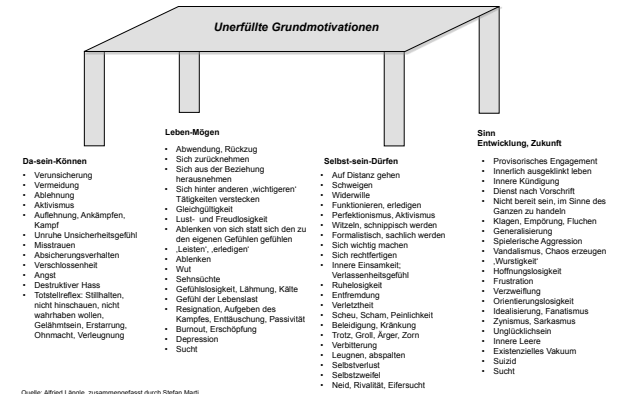 Unerfüllte Grundmotivationen
Da-sein-Können
• Verunsicherung
• Vermeidung
• Ablehnung
• Aktivismus
• Auflehnung, Ankämpfen,
Kampf
• Unruhe Unsicherheitsgefühl
• Misstrauen
• Absicherungsverhalten
• Verschlossenheit
• Angst
• Destruktiver Hass
• Totstellreflex: Stillhalten,
nicht hinschauen, nicht
wahrhaben wollen,
Gelähmtsein, Erstarrung,
Ohnmacht, Verleugnung
Leben-Mögen
• Abwendung, Rückzug
• Sich zurücknehmen
• Sich aus der Beziehung
herausnehmen
• Sich hinter anderen ‚wichtigeren'
Tätigkeiten verstecken
• Gleichgültigkeit
• Lust- und Freudlosigkeit
• Ablenken von sich statt sich den zu
den eigenen Gefühlen gefühlen
• ‚Leisten', ‚erledigen'
• Ablenken
• Wut
• Sehnsüchte
• Gefühlslosigkeit, Lähmung, Kälte
• Gefühl der Lebenslast
• Resignation, Aufgeben des
Kampfes, Enttäuschung, Passivität
• Burnout, Erschöpfung
• Depression
• Sucht
Selbst-sein-Dürfen
• Auf Distanz gehen
• Schweigen
• Widerwille
• Funktionieren, erledigen
• Perfektionismus, Aktivismus
• Witzeln, schnippisch werden
• Formalistisch, sachlich werden
• Sich wichtig machen
• Sich rechtfertigen
• Innere Einsamkeit;
Verlassenheitsgefühl
• Ruhelosigkeit
• Entfremdung
• Verletztheit
• Scheu, Scham, Peinlichkeit
• Beleidigung, Kränkung
• Trotz, Groll, Ärger, Zorn
• Verbitterung
• Leugnen, abspalten
• Selbstverlust
• Selbstzweifel
• Neid, Rivalität, Eifersucht
Sinn
Entwicklung, Zukunft
• Provisorisches Engagement
• Innerlich ausgeklinkt leben
• Innere Kündigung
• Dienst nach Vorschrift
• Nicht bereit sein, im Sinne des
Ganzen zu handeln
• Klagen, Empörung, Fluchen
• Generalisierung
• Spielerische Aggression
• Vandalismus, Chaos erzeugen
• ‚Wurstigkeit'
• Hoffnungslosigkeit
• Frustration
• Verzweiflung
• Orientierungslosigkeit
• Idealisierung, Fanatismus
• Zynismus, Sarkasmus
• Unglücklichsein
• Innere Leere
• Existenzielles Vakuum
• Suizid
• Sucht
Quelle: Alfried Längle, zusammengefasst durch Stefan Marti